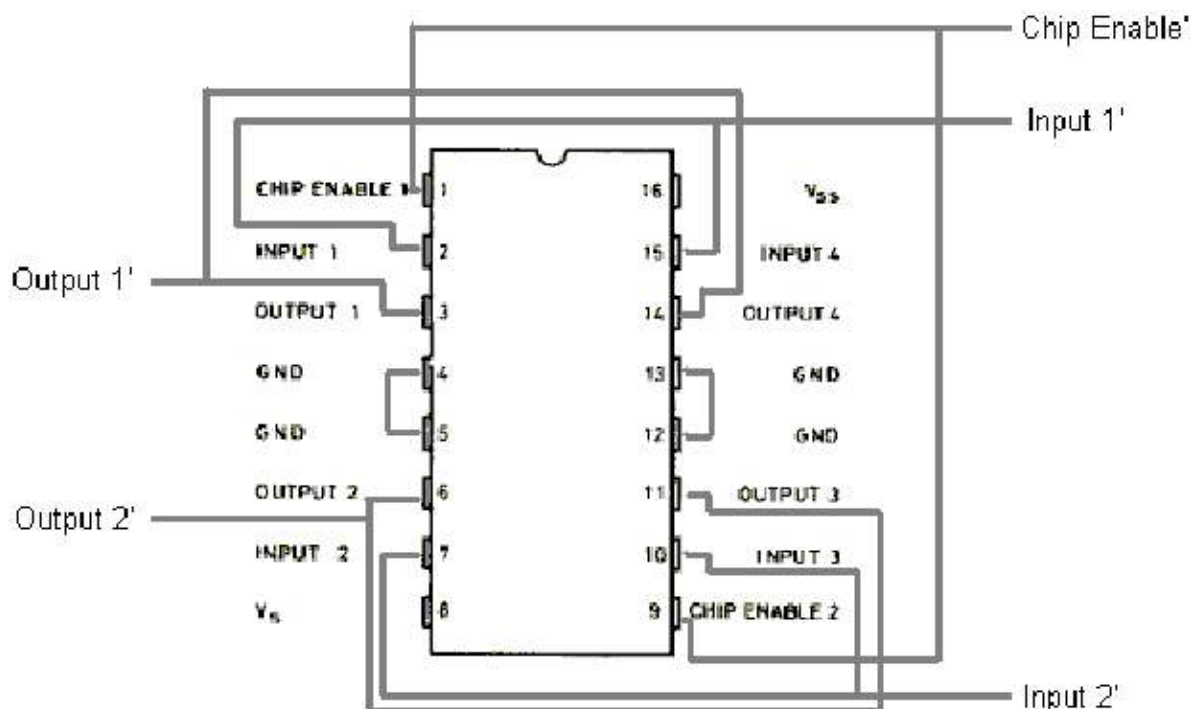 Chip Enable'
Input 1'
CHIP ENABLE 1 1 16 VSS
INPUT 1 2 15 INPUT 4
Output 1'
OUTPUT 1 3 14 OUTPUT 4
GND 4 13 GND
GND 5 12 GND
OUTPUT 2 6 11 OUTPUT 3
Output 2'
INPUT 2 7 10 INPUT 3
VS 8 9 CHIP ENABLE 2
Input 2'